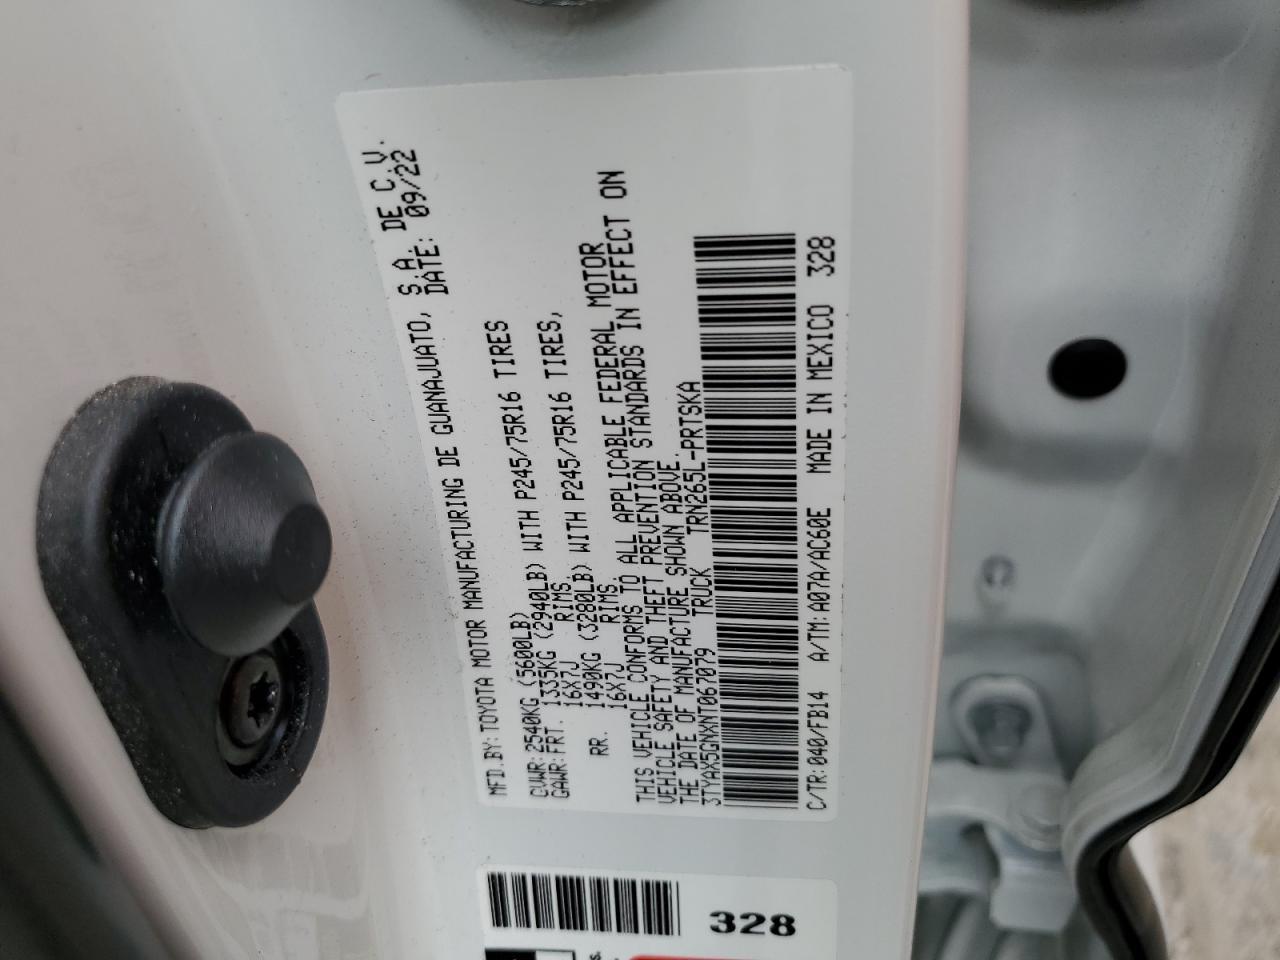 MFD.BY:TOYOTA MOTOR MANUFACTURING DE GUANAJUATO, S.A. DE C.V.
DATE: 09/22
GVWR:2540KG (5600LB)
GAWR:FRT. 1335KG (2940LB) WITH P245/75R16 TIRES
16X7J RIMS.
RR. 1490KG (3280LB) WITH P245/75R16 TIRES,
16X7J RIMS.
THIS VEHICLE CONFORMS TO ALL APPLICABLE FEDERAL MOTOR
VEHICLE SAFETY AND THEFT PREVENTION STANDARDS IN EFFECT ON
THE DATE OF MANUFACTURE SHOWN ABOVE.
3TYAX5GNXNT067079 TRUCK TRN265L-PRTSKA
C/TR:040/FB14 A/TM:A07A/AC60E MADE IN MEXICO 328
328
C